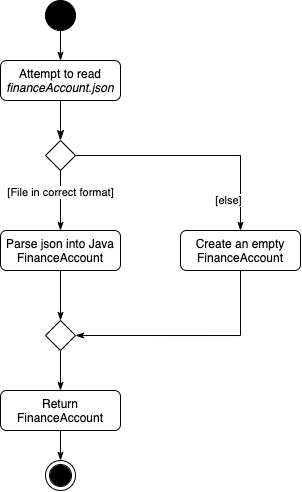 Attempt to read
financeAccount.json
[File in correct format]
[else]
Parse json into Java
FinanceAccount
Create an empty
FinanceAccount
Return
FinanceAccount